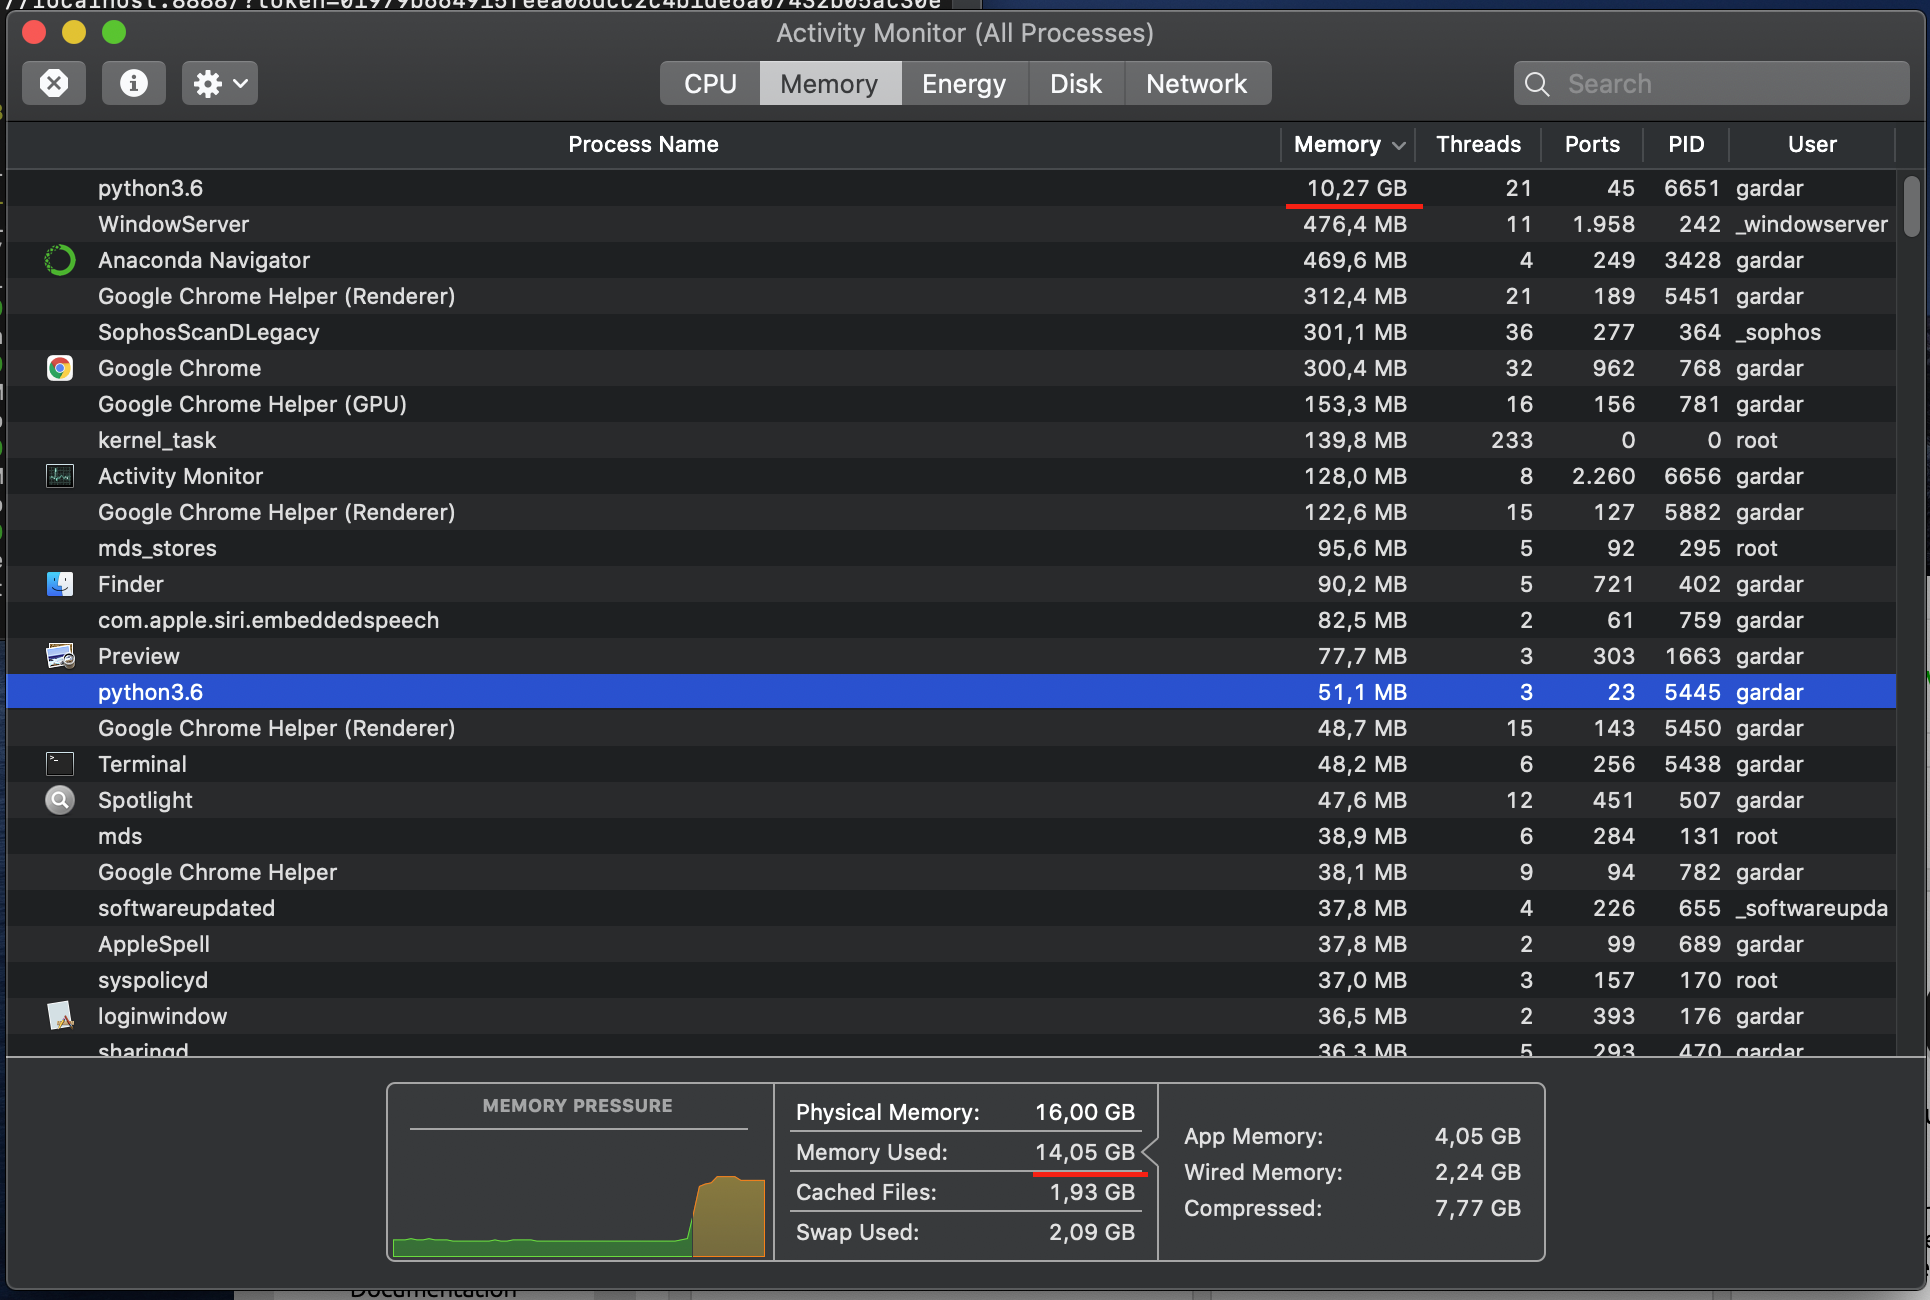 //localhost:8888/?token=01979b664915feea06dcc2c4b1de6a07432b05ac30e
Activity Monitor (All Processes)
CPU Memory Energy Disk Network Search
Process Name Memory Threads Ports PID User
python3.6 10,27 GB 21 45 6651 gardar
WindowServer 476,4 MB 11 1.958 242 _windowserver
Anaconda Navigator 469,6 MB 4 249 3428 gardar
Google Chrome Helper (Renderer) 312,4 MB 21 189 5451 gardar
SophosScanDLegacy 301,1 MB 36 277 364 _sophos
Google Chrome 300,4 MB 32 962 768 gardar
Google Chrome Helper (GPU) 153,3 MB 16 156 781 gardar
kernel_task 139,8 MB 233 0 0 root
Activity Monitor 128,0 MB 8 2.260 6656 gardar
Google Chrome Helper (Renderer) 122,6 MB 15 127 5882 gardar
mds_stores 95,6 MB 5 92 295 root
Finder 90,2 MB 5 721 402 gardar
com.apple.siri.embeddedspeech 82,5 MB 2 61 759 gardar
Preview 77,7 MB 3 303 1663 gardar
python3.6 51,1 MB 3 23 5445 gardar
Google Chrome Helper (Renderer) 48,7 MB 15 143 5450 gardar
Terminal 48,2 MB 6 256 5438 gardar
Spotlight 47,6 MB 12 451 507 gardar
mds 38,9 MB 6 284 131 root
Google Chrome Helper 38,1 MB 9 94 782 gardar
softwareupdated 37,8 MB 4 226 655 _softwareupda
AppleSpell 37,8 MB 2 99 689 gardar
syspolicyd 37,0 MB 3 157 170 root
loginwindow 36,5 MB 2 393 176 gardar
sharingd 36,3 MB 5 293 470 gardar
MEMORY PRESSURE
Physical Memory: 16,00 GB
Memory Used: 14,05 GB
Cached Files: 1,93 GB
Swap Used: 2,09 GB
App Memory: 4,05 GB
Wired Memory: 2,24 GB
Compressed: 7,77 GB
Documentation